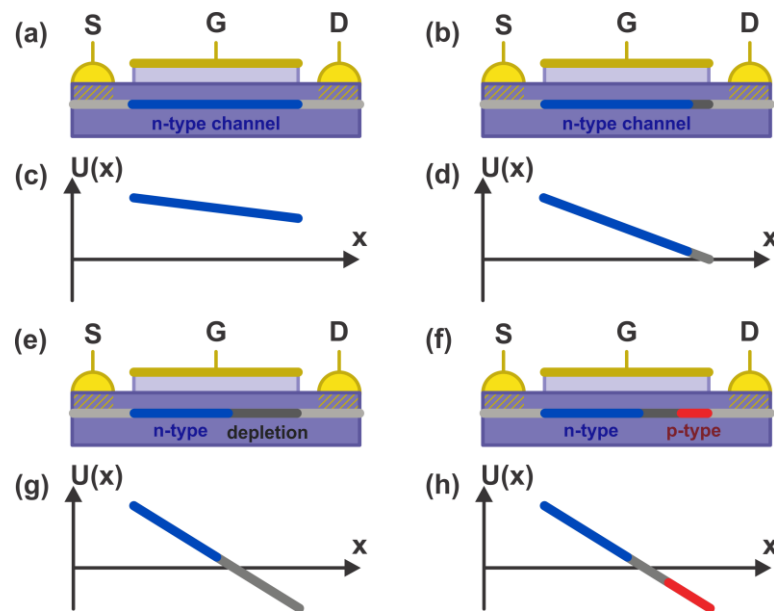 (a) S G D
n-type channel
(b) S G D
n-type channel
(c) U(x)
x
(d) U(x)
x
(e) S G D
n-type depletion
(f) S G D
n-type p-type
(g) U(x)
x
(h) U(x)
x